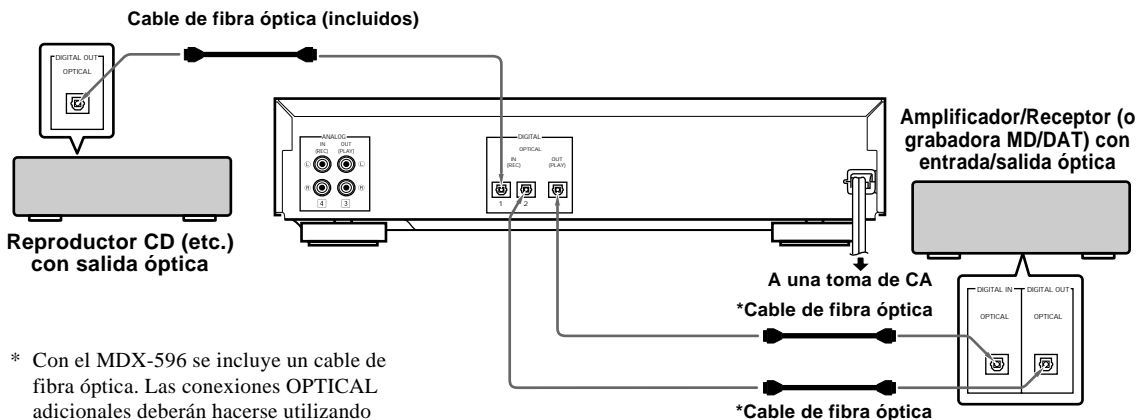 Cable de fibra óptica (incluidos)
DIGITAL OUT
OPTICAL
Reproductor CD (etc.)
con salida óptica
ANALOG
IN
(REC)
OUT
(PLAY)
L
L
R
R
4
3
DIGITAL
OPTICAL
IN
(REC)
OUT
(PLAY)
1
2
Amplificador/Receptor (o
grabadora MD/DAT) con
entrada/salida óptica
A una toma de CA
*Cable de fibra óptica
DIGITAL IN
OPTICAL
DIGITAL OUT
OPTICAL
*Cable de fibra óptica
* Con el MDX-596 se incluye un cable de
fibra óptica. Las conexiones OPTICAL
adicionales deberán hacerse utilizando